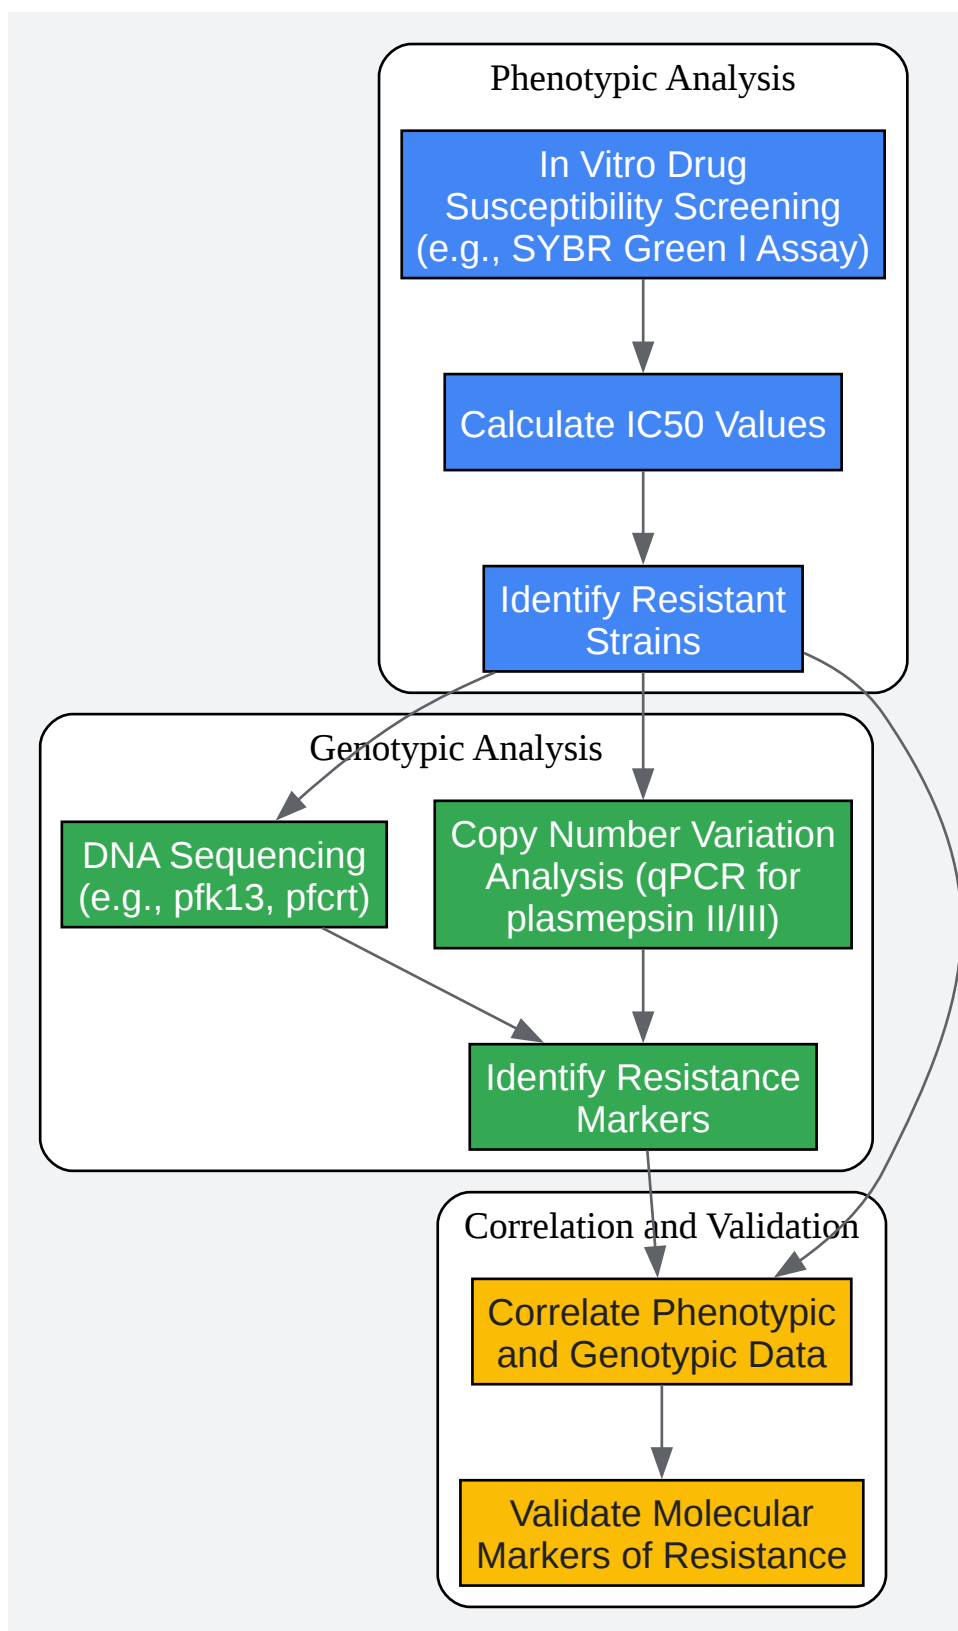 Phenotypic Analysis
In Vitro Drug
Susceptibility Screening
(e.g., SYBR Green I Assay)
Calculate IC50 Values
Identify Resistant
Strains
Genotypic Analysis
DNA Sequencing
(e.g., pfk13, pfcrt)
Copy Number Variation
Analysis (qPCR for
plasmepsin II/III)
Identify Resistance
Markers
Correlation and Validation
Correlate Phenotypic
and Genotypic Data
Validate Molecular
Markers of Resistance